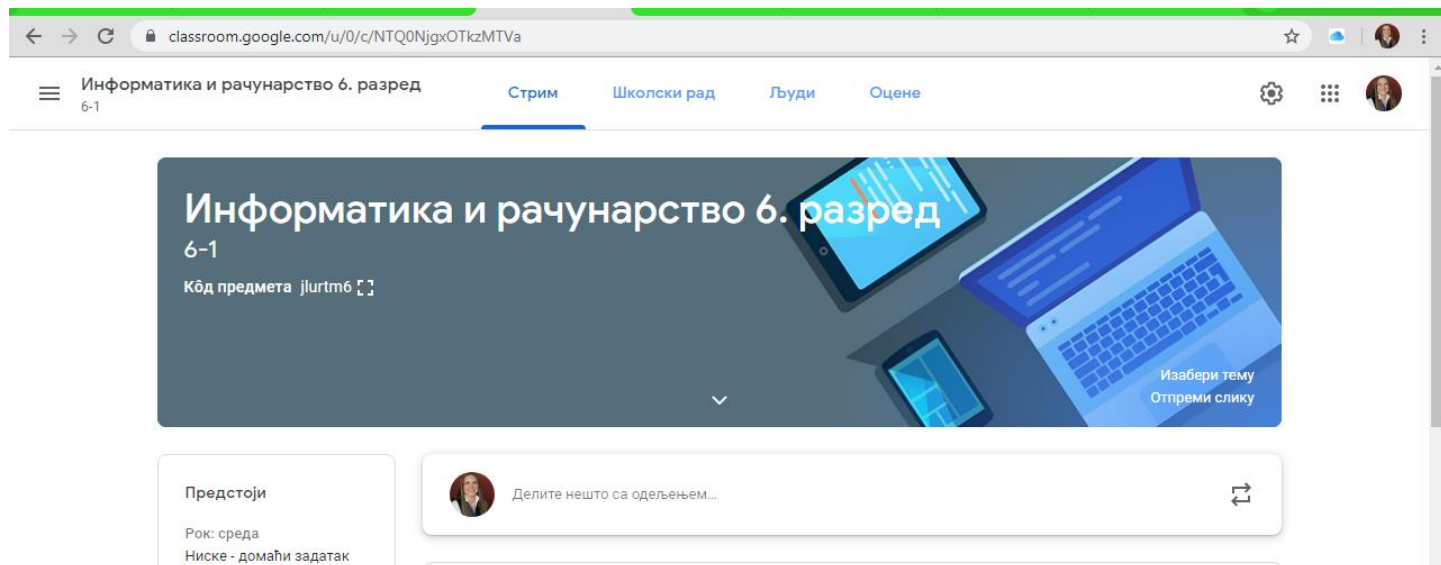 classroom.google.com/u/0/c/NTQ0NjgxOTkzMTVa
Информатика и рачунарство 6. разред
6-1
Стрим
Школски рад
Људи
Оцене
Информатика и рачунарство 6. разред
6-1
Кôд предмета jlurtm6
Изабери тему
Отпреми слику
Предстоји
Рок: среда
Ниске - домаћи задатак
Делите нешто са одељењем...